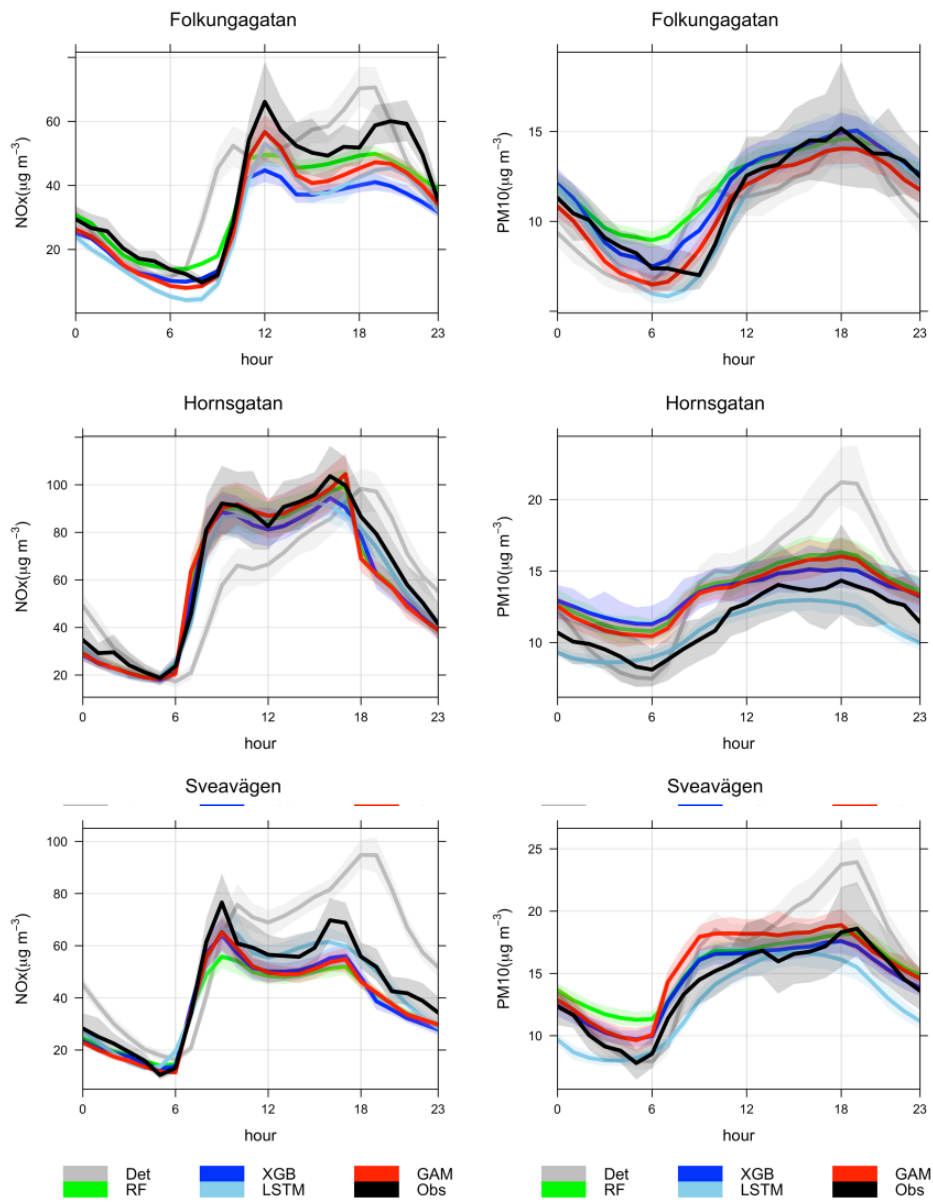 Folkungagatan
NOx(µg m−3)
60
40
20
0 6 12 18 23
hour
Folkungagatan
PM10(µg m−3)
15
10
0 6 12 18 23
hour
Hornsgatan
NOx(µg m−3)
100
80
60
40
20
0 6 12 18 23
hour
Hornsgatan
PM10(µg m−3)
20
15
10
0 6 12 18 23
hour
Sveavägen
NOx(µg m−3)
100
80
60
40
20
0 6 12 18 23
hour
Sveavägen
PM10(µg m−3)
25
20
15
10
0 6 12 18 23
hour
Det XGB GAM
RF LSTM Obs
Det XGB GAM
RF LSTM Obs